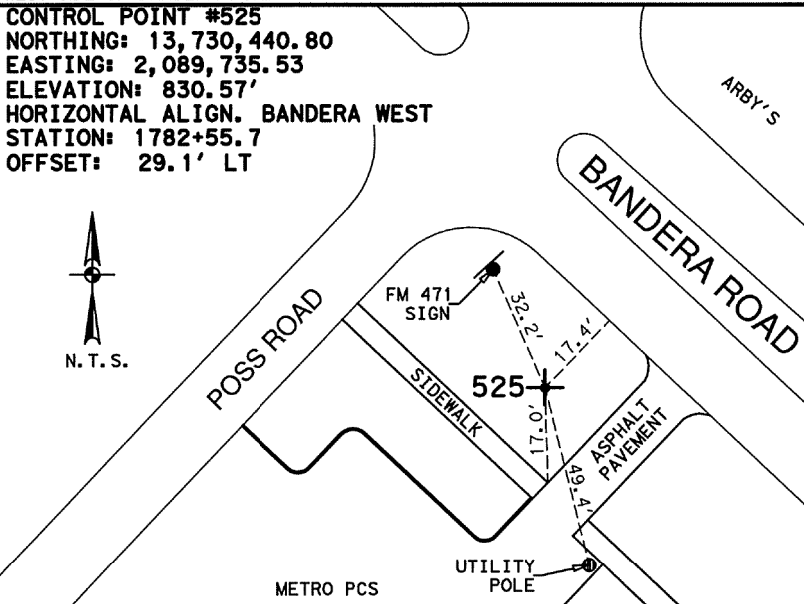 CONTROL POINT #525
NORTHING: 13,730,440.80
EASTING: 2,089,735.53
ELEVATION: 830.57'
HORIZONTAL ALIGN. BANDERA WEST
STATION: 1782+55.7
OFFSET: 29.1' LT
ARBY'S
BANDERA ROAD
N.T.S.
POSS ROAD
FM 471
SIGN
32.2'
17.4'
525
SIDEWALK
17.0'
ASPHALT
PAVEMENT
49.4'
UTILITY
POLE
METRO PCS